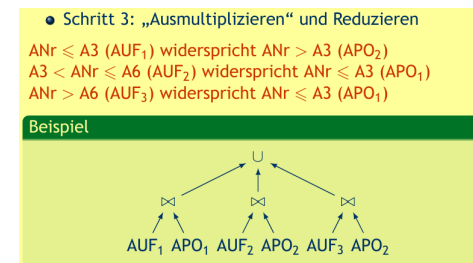 Schritt 3: „Ausmultiplizieren“ und Reduzieren
ANr ⩽ A3 (AUF₁) widerspricht ANr > A3 (APO₂)
A3 < ANr ⩽ A6 (AUF₂) widerspricht ANr ⩽ A3 (APO₁)
ANr > A6 (AUF₃) widerspricht ANr ⩽ A3 (APO₁)
Beispiel
∪
⋈ ⋈ ⋈
AUF₁ APO₁ AUF₂ APO₂ AUF₃ APO₂